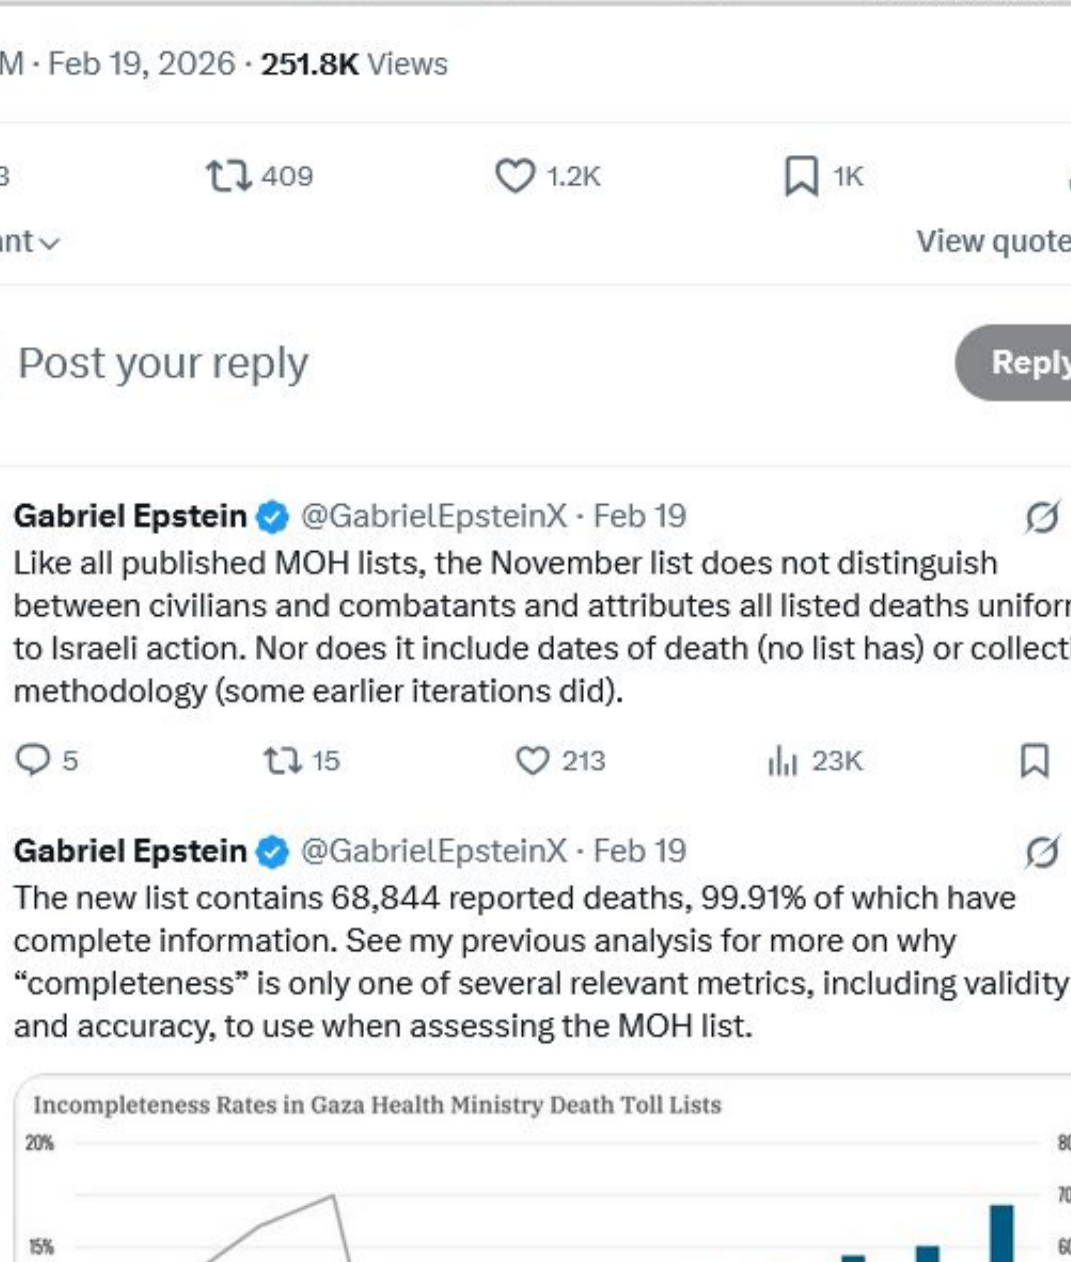 M · Feb 19, 2026 · 251.8K Views
3 409 1.2K 1K
View quote
Post your reply
Reply
Gabriel Epstein @GabrielEpsteinX · Feb 19
Like all published MOH lists, the November list does not distinguish
between civilians and combatants and attributes all listed deaths
to Israeli action. Nor does it include dates of death (no list has) or
methodology (some earlier iterations did).
5 15 213 23K
Gabriel Epstein @GabrielEpsteinX · Feb 19
The new list contains 68,844 reported deaths, 99.91% of which have
complete information. See my previous analysis for more on why
“completeness” is only one of several relevant metrics, including validity
and accuracy, to use when assessing the MOH list.
Incompleteness Rates in Gaza Health Ministry Death Toll Lists
20% 80
70
15% 60